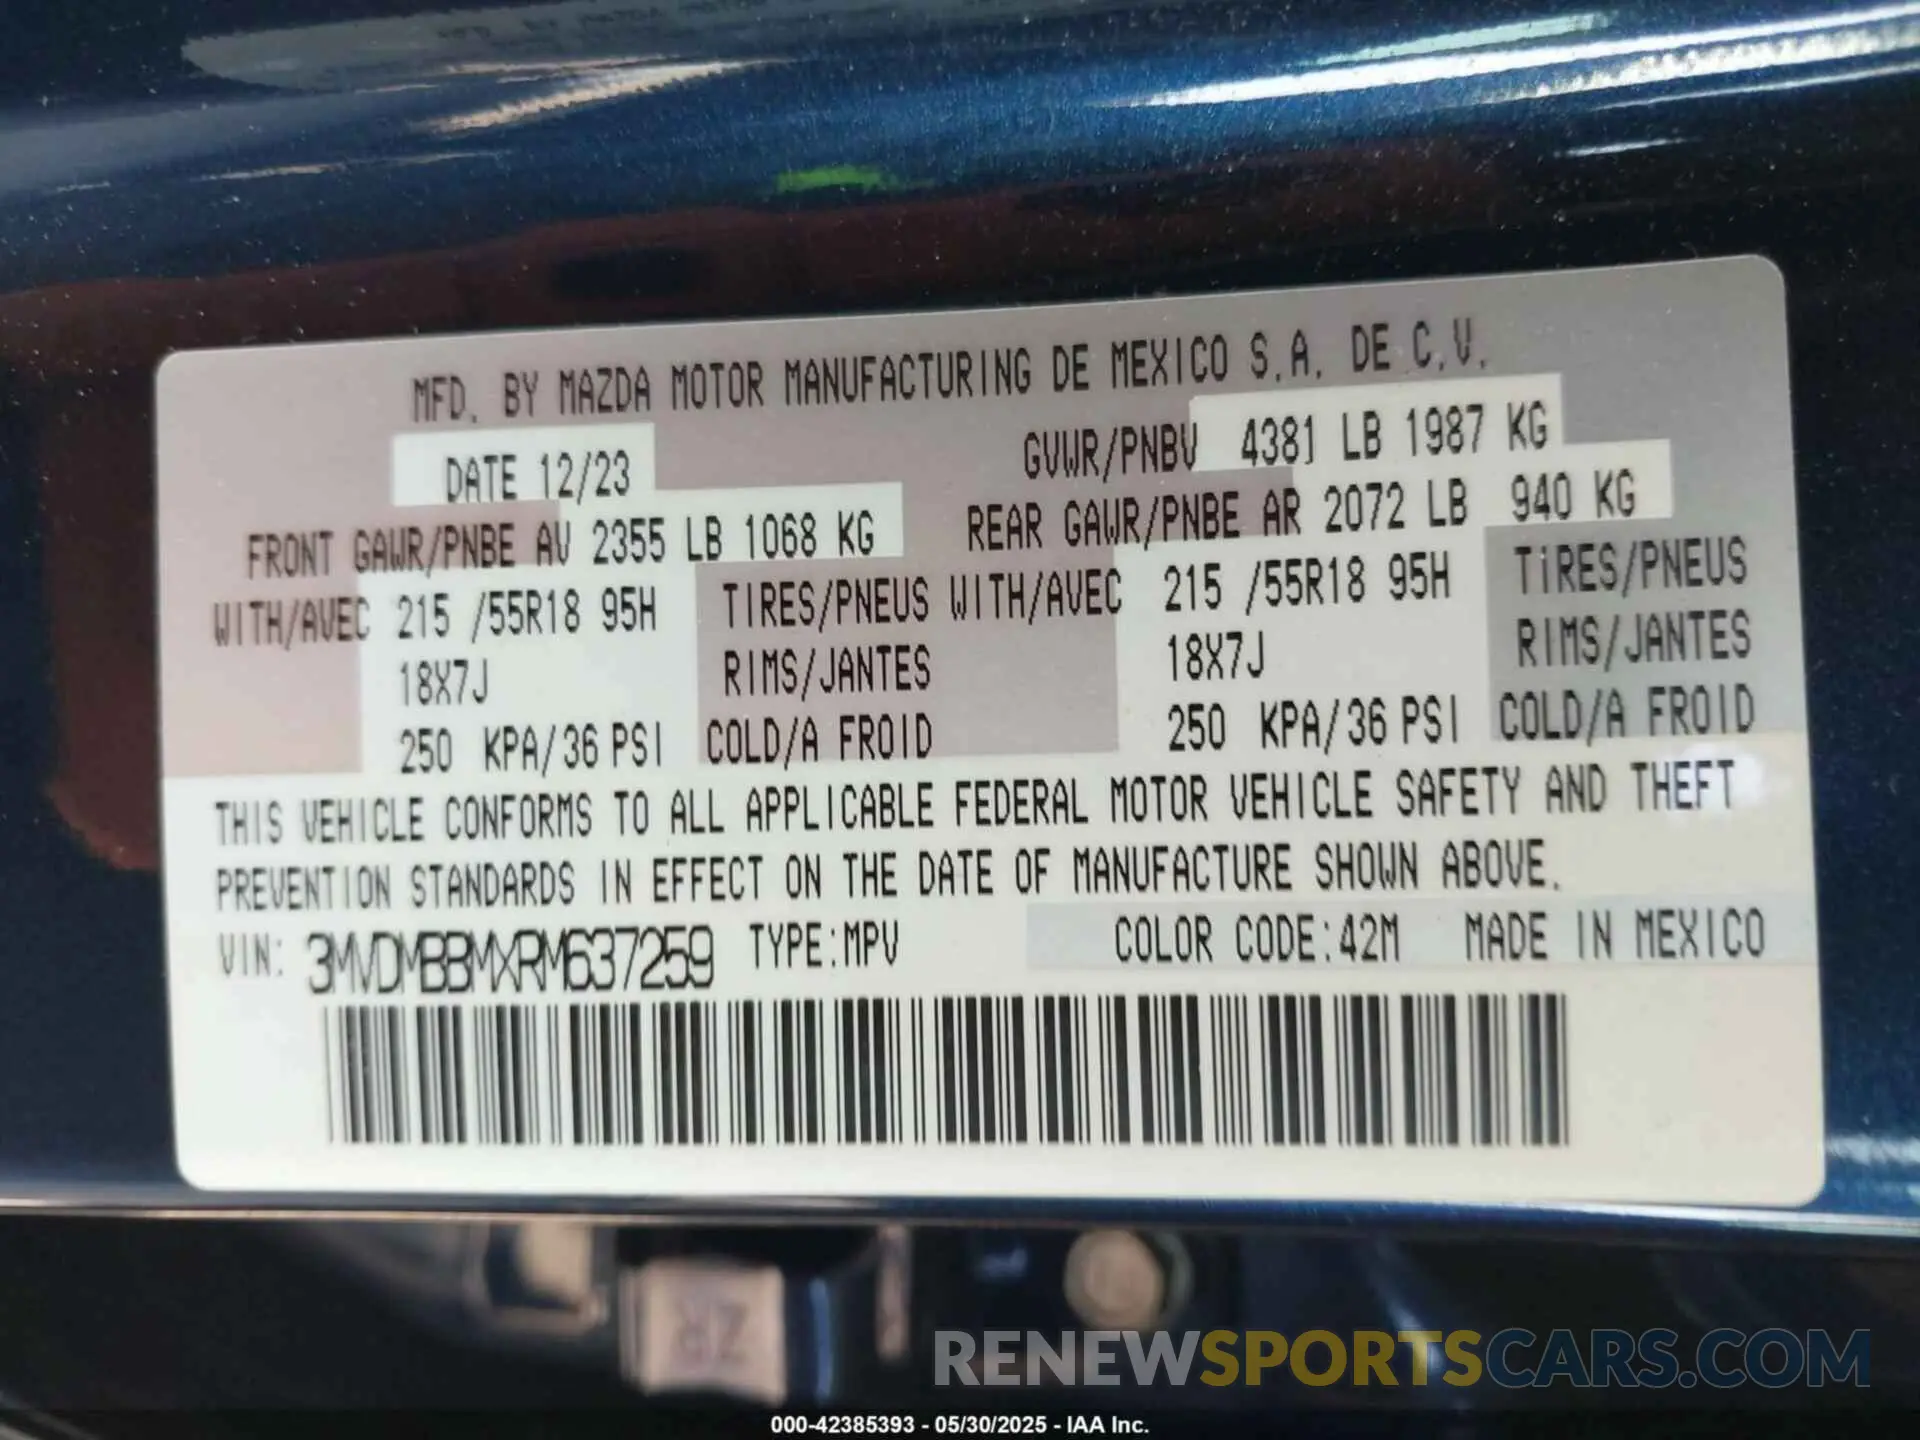 MFD. BY MAZDA MOTOR MANUFACTURING DE MEXICO S.A. DE C.V.
DATE 12/23
GVWR/PNBV 4381 LB 1987 KG
FRONT GAWR/PNBE AV 2355 LB 1068 KG
REAR GAWR/PNBE AR 2072 LB 940 KG
WITH/AVEC 215 /55R18 95H TIRES/PNEUS WITH/AVEC 215 /55R18 95H TIRES/PNEUS
18X7J RIMS/JANTES 18X7J RIMS/JANTES
250 KPA/36 PSI COLD/A FROID 250 KPA/36 PSI COLD/A FROID
THIS VEHICLE CONFORMS TO ALL APPLICABLE FEDERAL MOTOR VEHICLE SAFETY AND THEFT
PREVENTION STANDARDS IN EFFECT ON THE DATE OF MANUFACTURE SHOWN ABOVE.
VIN: 3MVDMBBMXRM637259 TYPE:MPV COLOR CODE:42M MADE IN MEXICO
RENEWSPORTSCARS.COM
000-42385393 - 05/30/2025 - IAA Inc.